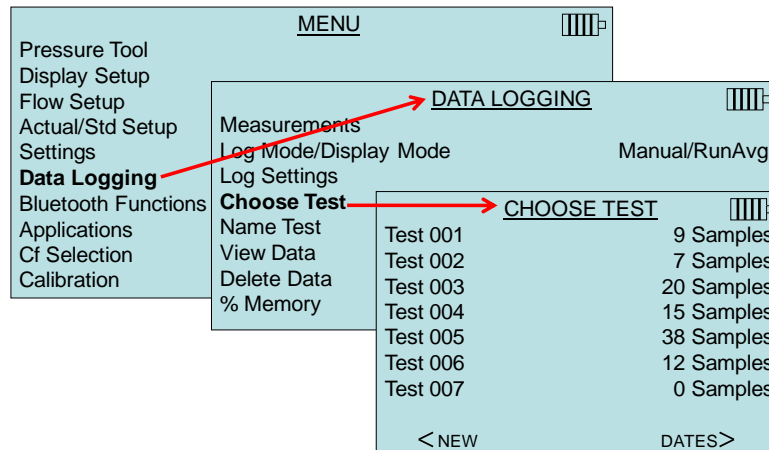 MENU
Pressure Tool
Display Setup
Flow Setup
Actual/Std Setup
Settings
Data Logging
Bluetooth Functions
Applications
Cf Selection
Calibration
DATA LOGGING
Measurements
Log Mode/Display Mode Manual/RunAvg
Log Settings
Choose Test
Name Test
View Data
Delete Data
% Memory
CHOOSE TEST
Test 001 9 Samples
Test 002 7 Samples
Test 003 20 Samples
Test 004 15 Samples
Test 005 38 Samples
Test 006 12 Samples
Test 007 0 Samples
<NEW DATES>